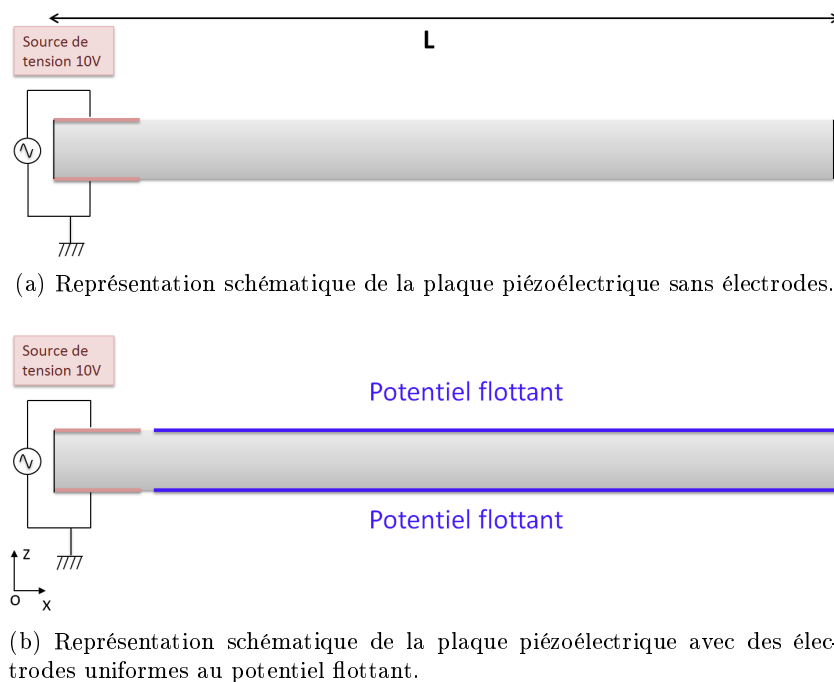 L
Source de
tension 10V
(a) Représentation schématique de la plaque piézoélectrique sans électrodes.
Source de
tension 10V
Potentiel flottant
Potentiel flottant
z
o
x
(b) Représentation schématique de la plaque piézoélectrique avec des élec-
trodes uniformes au potentiel flottant.